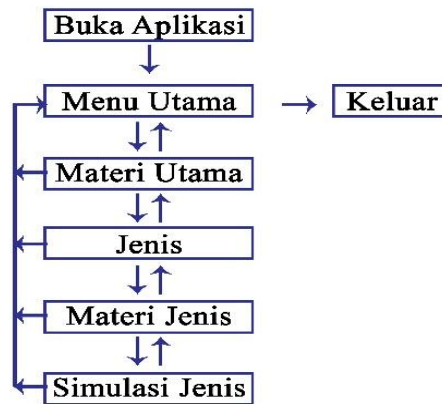 Buka Aplikasi
Menu Utama
Keluar
Materi Utama
Jenis
Materi Jenis
Simulasi Jenis